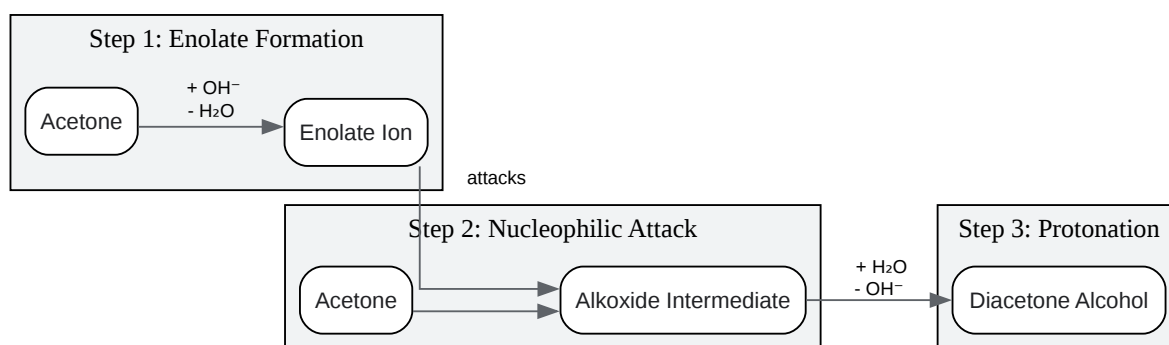 Step 1: Enolate Formation
+ OH⁻
- H₂O
Acetone
Enolate Ion
attacks
Step 2: Nucleophilic Attack
Step 3: Protonation
+ H₂O
- OH⁻
Acetone
Alkoxide Intermediate
Diacetone Alcohol